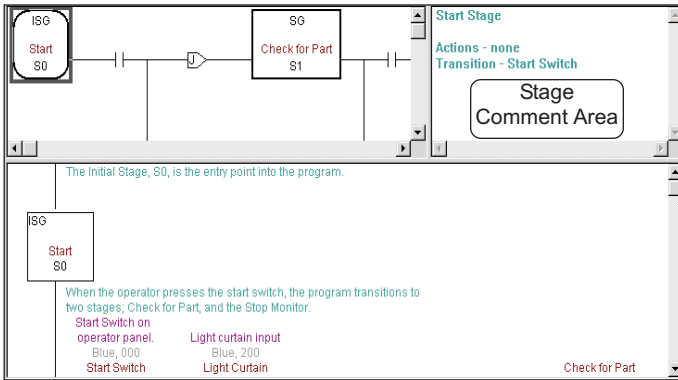 ISG
Start
S0
J
SG
Check for Part
S1
Start Stage
Actions - none
Transition - Start Switch
Stage
Comment Area
The Initial Stage, S0, is the entry point into the program.
ISG
Start
S0
When the operator presses the start switch, the program transitions to
two stages; Check for Part, and the Stop Monitor.
Start Switch on
operator panel.
Blue, 000
Start Switch
Light curtain input
Blue, 200
Light Curtain
Check for Part